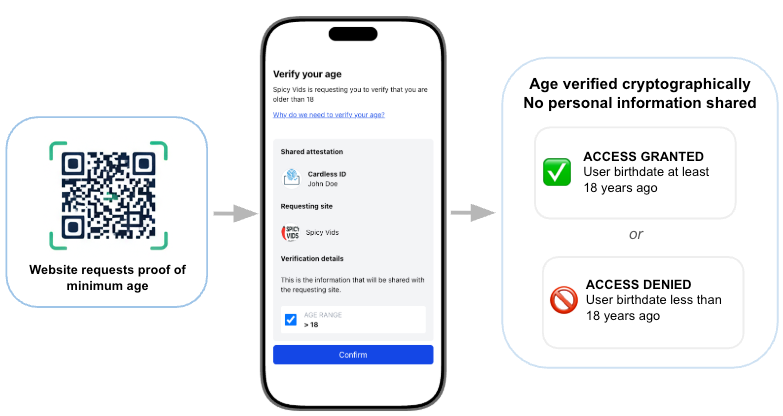 Website requests proof of
minimum age
Verify your age
Spicy Vids is requesting you to verify that you are
older than 18
Why do we need to verify your age?
Shared attestation
Cardless ID
John Doe
Requesting site
SPICY
VIDS
Spicy Vids
Verification details
This is the information that will be shared with
the requesting site.
AGE RANGE
> 18
Confirm
Age verified cryptographically
No personal information shared
ACCESS GRANTED
User birthdate at least
18 years ago
or
ACCESS DENIED
User birthdate less than
18 years ago